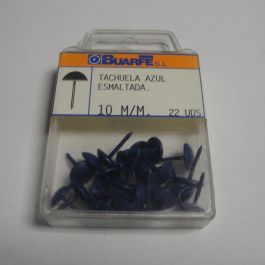 BUARFE S.L.
TACHUELA AZUL
ESMALTADA.
10 M/M. 22 UDS